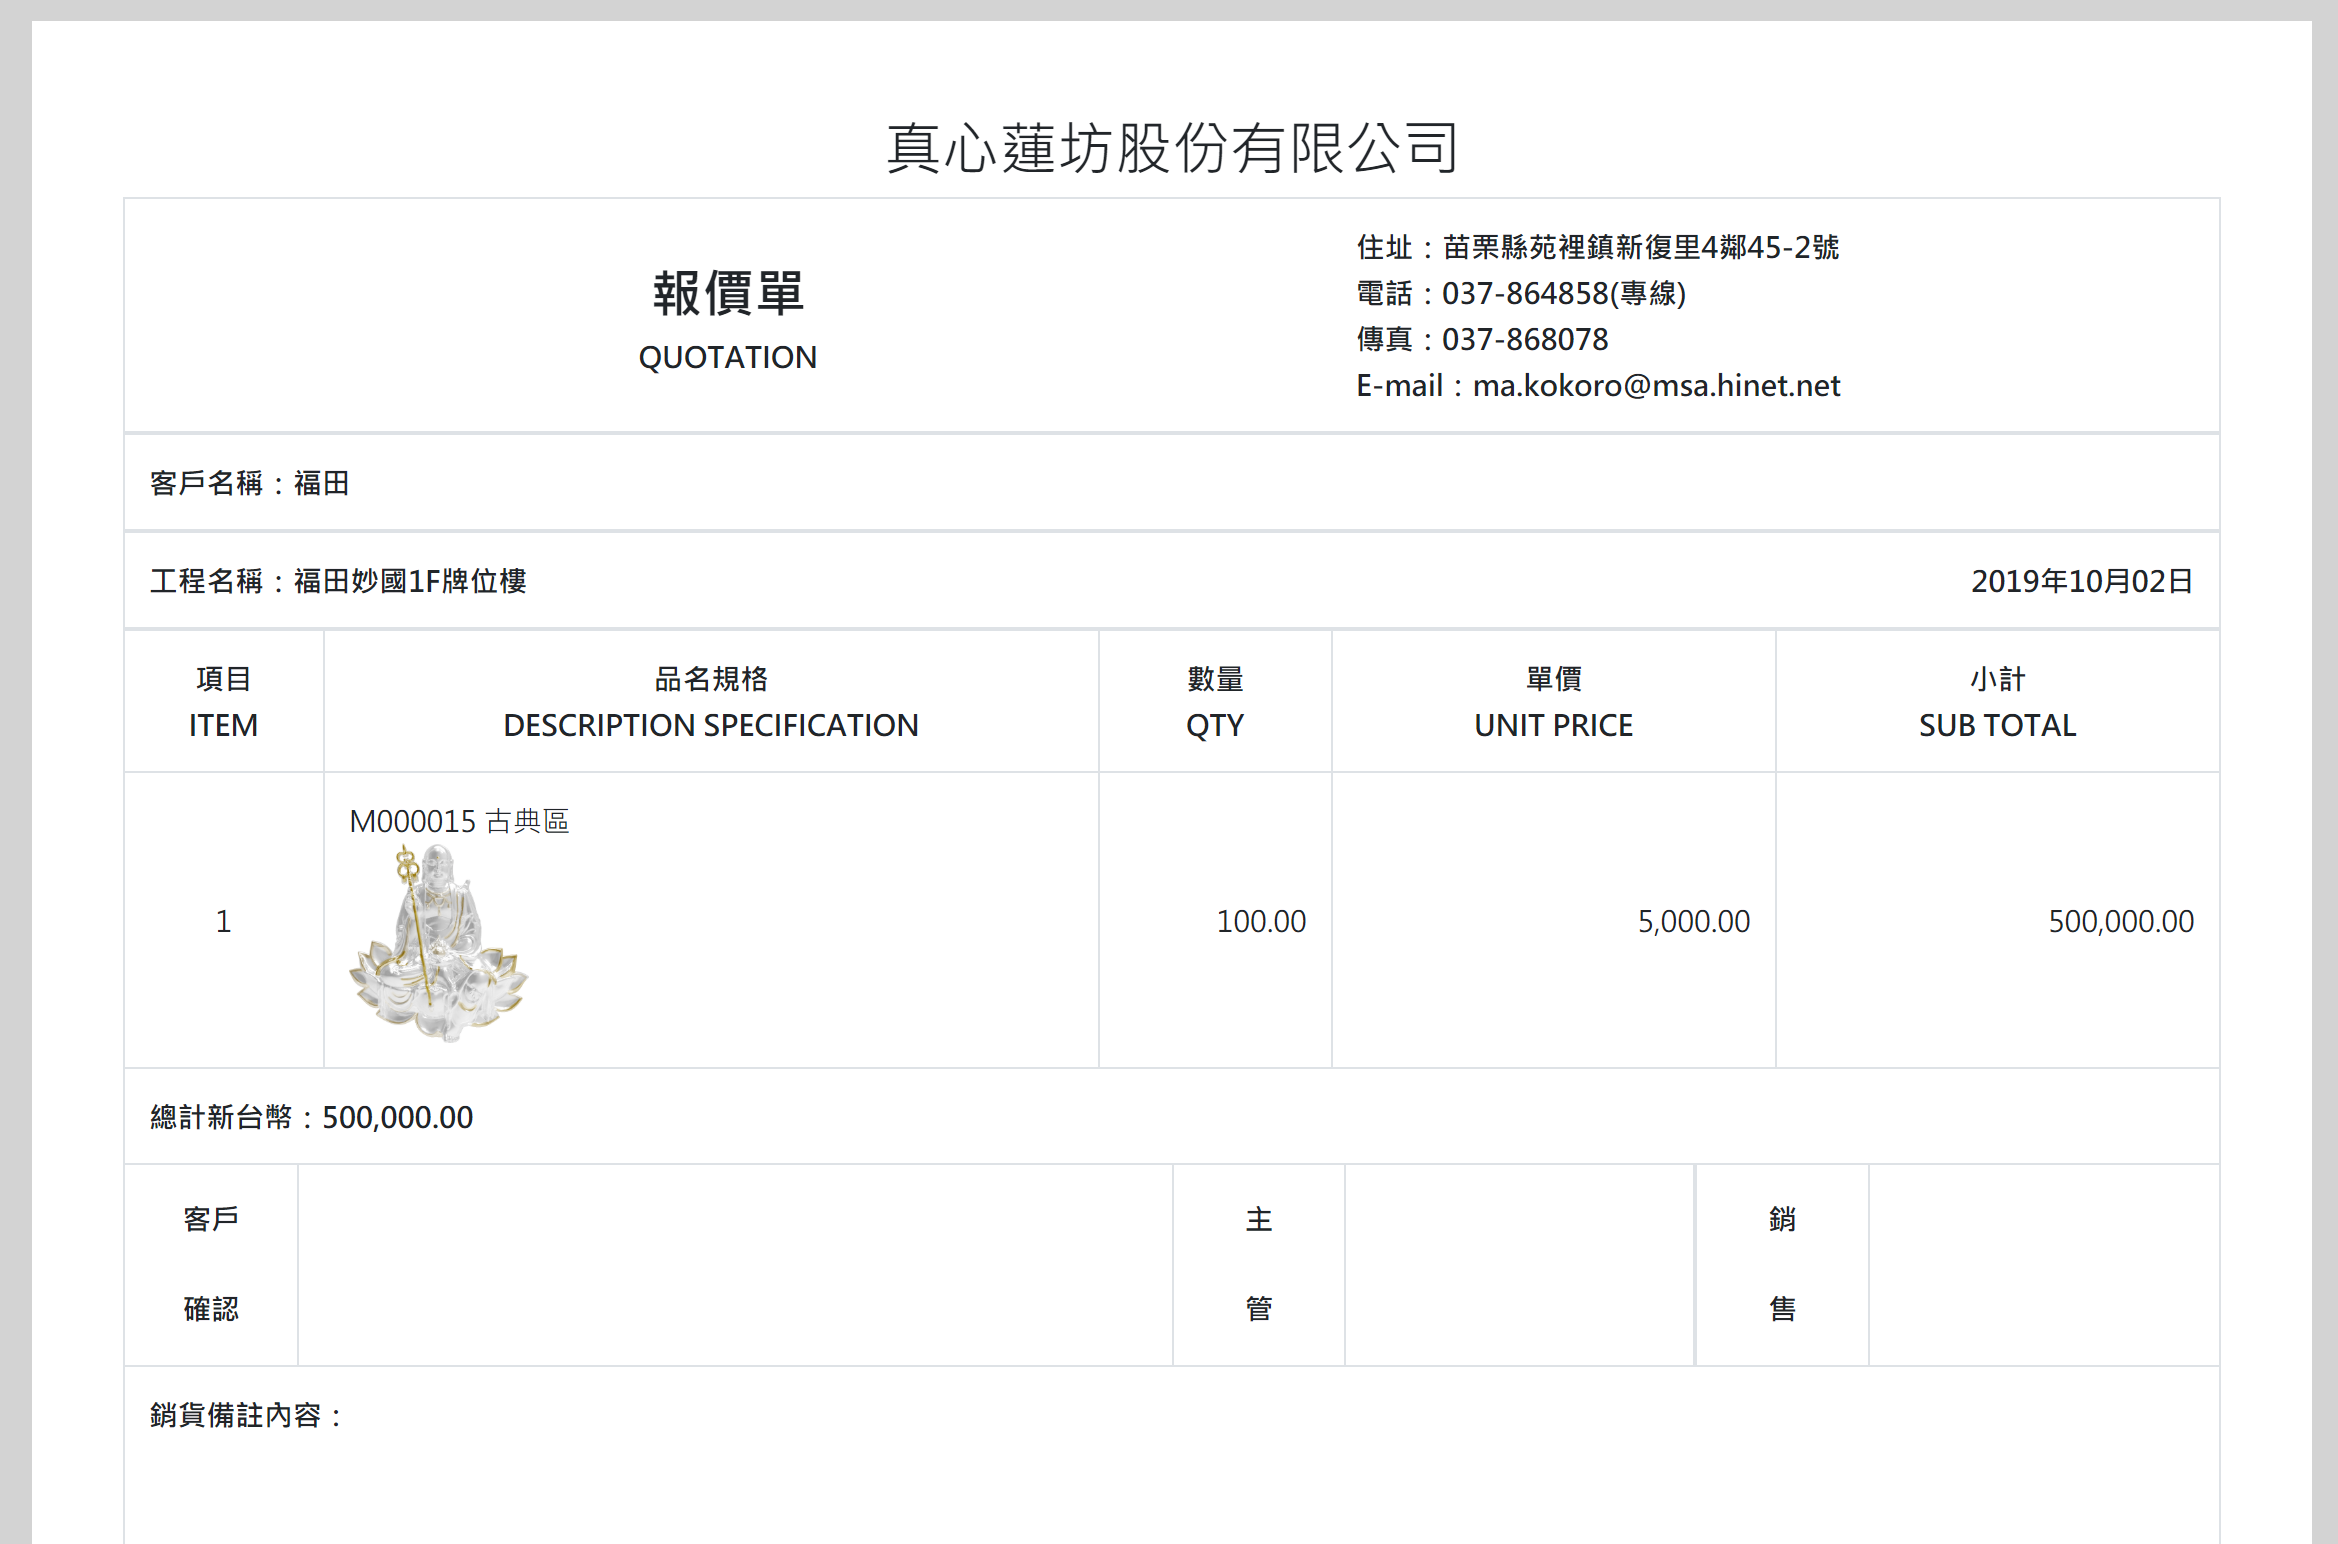 真心蓮坊股份有限公司
報價單
QUOTATION
住址：苗栗縣苑裡鎮新復里4鄰45-2號
電話：037-864858(專線)
傳真：037-868078
E-mail：ma.kokoro@msa.hinet.net
客戶名稱：福田
工程名稱：福田妙國1F牌位樓
2019年10月02日
項目
ITEM
品名規格
DESCRIPTION SPECIFICATION
數量
QTY
單價
UNIT PRICE
小計
SUB TOTAL
1
M000015 古典區
100.00
5,000.00
500,000.00
總計新台幣：500,000.00
客戶
確認
主
管
銷
售
銷貨備註內容：